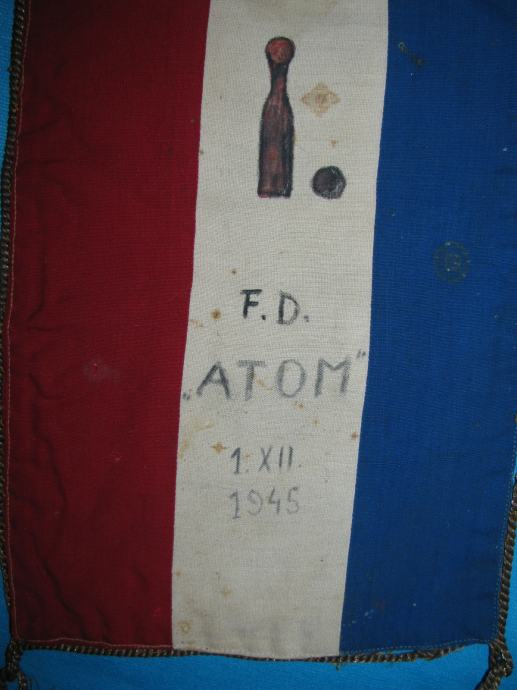 F.D.
„ATOM"
1. XII.
1945